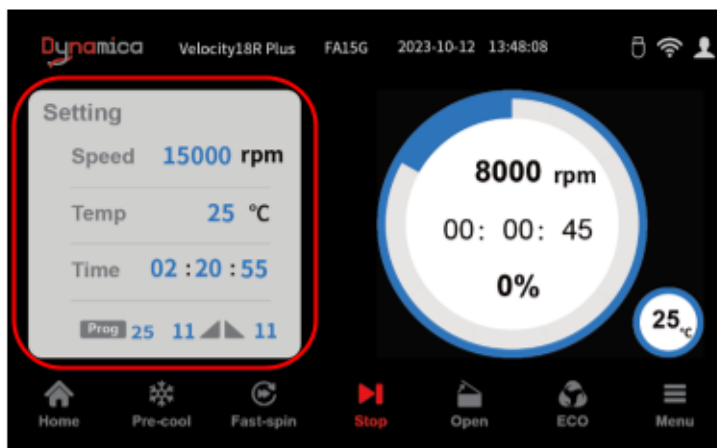 Dynamica Velocity18R Plus FA15G 2023-10-12 13:48:08
Setting
Speed 15000 rpm
Temp 25 °C
Time 02 : 20 : 55
Prog 25 11 11
8000 rpm
00: 00: 45
0%
25 °C
Home Pre-cool Fast-spin Stop Open ECO Menu